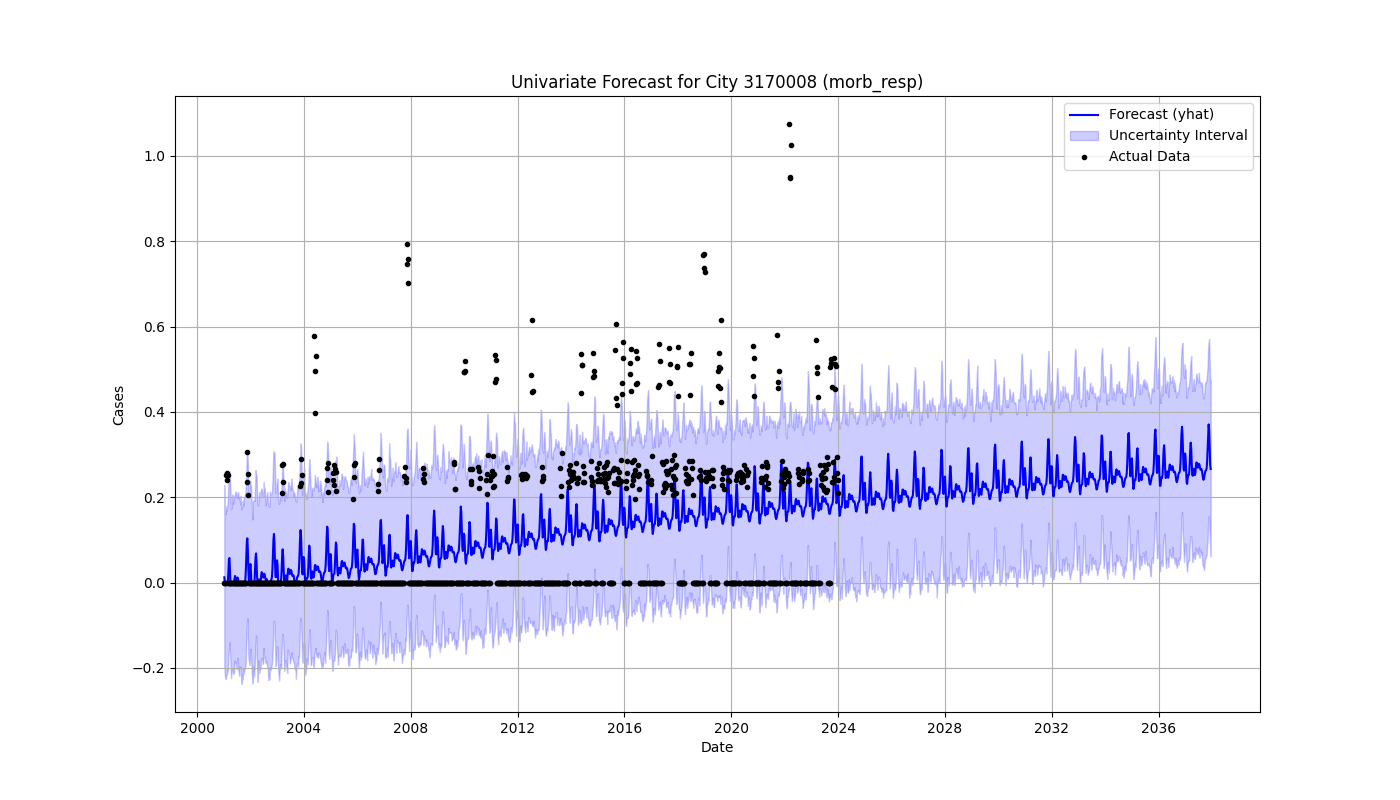 Univariate Forecast for City 3170008 (morb_resp)
Forecast (yhat)
Uncertainty Interval
Actual Data
1.0
0.8
0.6
0.4
0.2
0.0
−0.2
Cases
2000 2004 2008 2012 2016 2020 2024 2028 2032 2036
Date